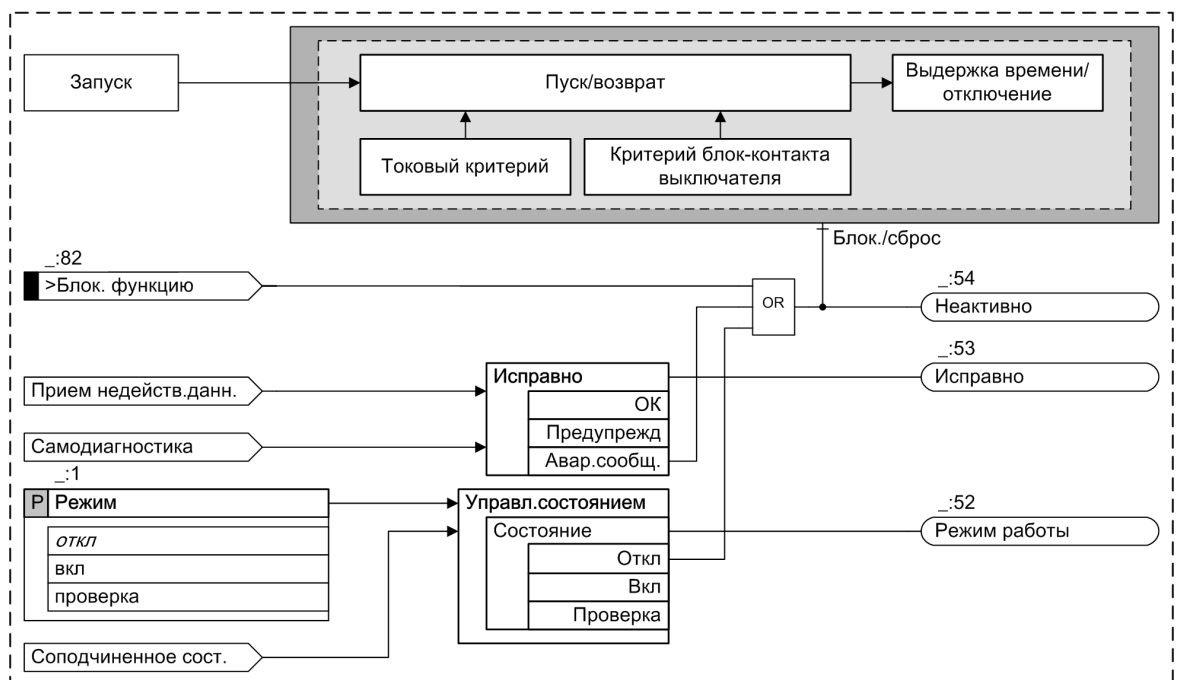 Запуск
Пуск/возврат
Выдержка времени/
отключение
Токовый критерий
Критерий блок-контакта
выключателя
Блок./сброс
_:82
>Блок. функцию
OR
_:54
Неактивно
_:53
Исправно
Прием недейств.данн.
Исправно
ОК
Предупрежд
Авар.сообщ.
Самодиагностика
_:1
P Режим
откл
вкл
проверка
Управл.состоянием
Состояние
Откл
Вкл
Проверка
_:52
Режим работы
Соподчиненное сост.